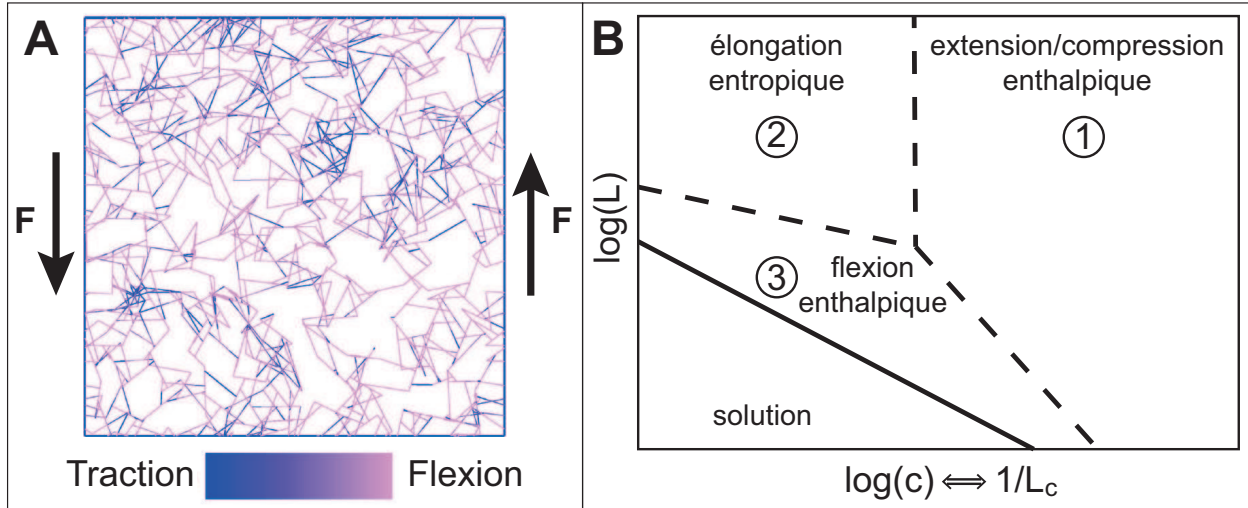 A
F
F
Traction
Flexion
B
élongation
entropique
2
extension/compression
enthalpique
1
3
flexion
enthalpique
solution
log(L)
log(c) ⟺ 1/Lc